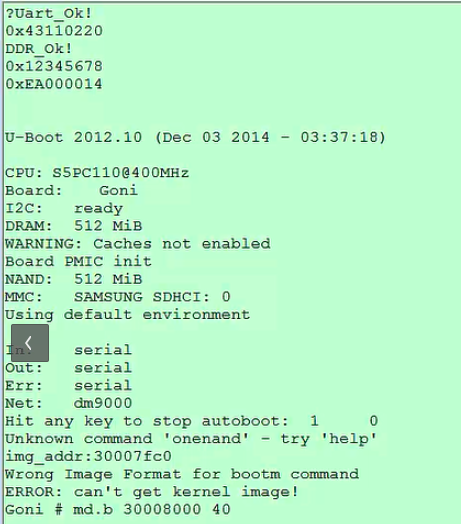 ?Uart_Ok!
0x43110220
DDR_Ok!
0x12345678
0xEA000014
U-Boot 2012.10 (Dec 03 2014 - 03:37:18)
CPU: S5PC110@400MHz
Board:   Goni
I2C:   ready
DRAM:  512 MiB
WARNING: Caches not enabled
Board PMIC init
NAND:  512 MiB
MMC:   SAMSUNG SDHCI: 0
Using default environment
In:    serial
Out:   serial
Err:   serial
Net:   dm9000
Hit any key to stop autoboot:  1     0
Unknown command 'onenand' - try 'help'
img_addr:30007fc0
Wrong Image Format for bootm command
ERROR: can't get kernel image!
Goni # md.b 30008000 40